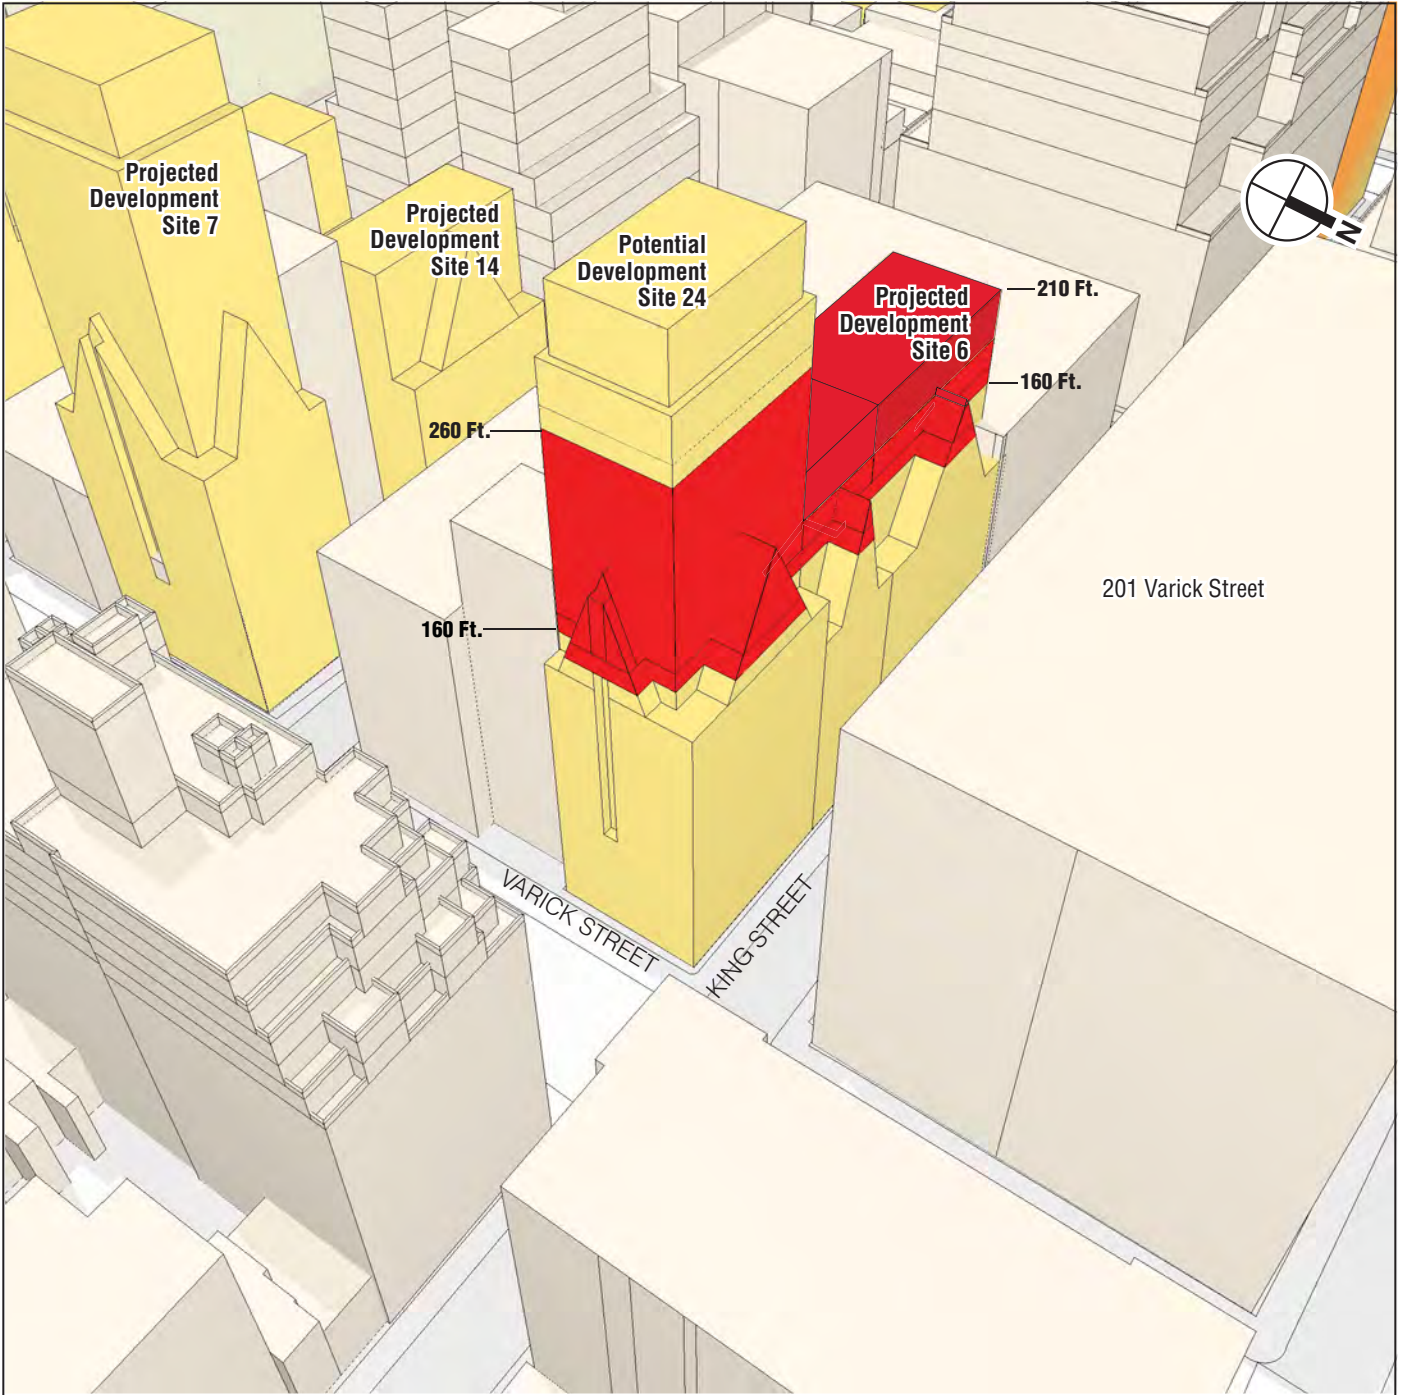 Projected
Development
Site 7
Projected
Development
Site 14
Potential
Development
Site 24
Projected
Development
Site 6
210 Ft.
160 Ft.
260 Ft.
160 Ft.
N
201 Varick Street
VARICK STREET
KING STREET